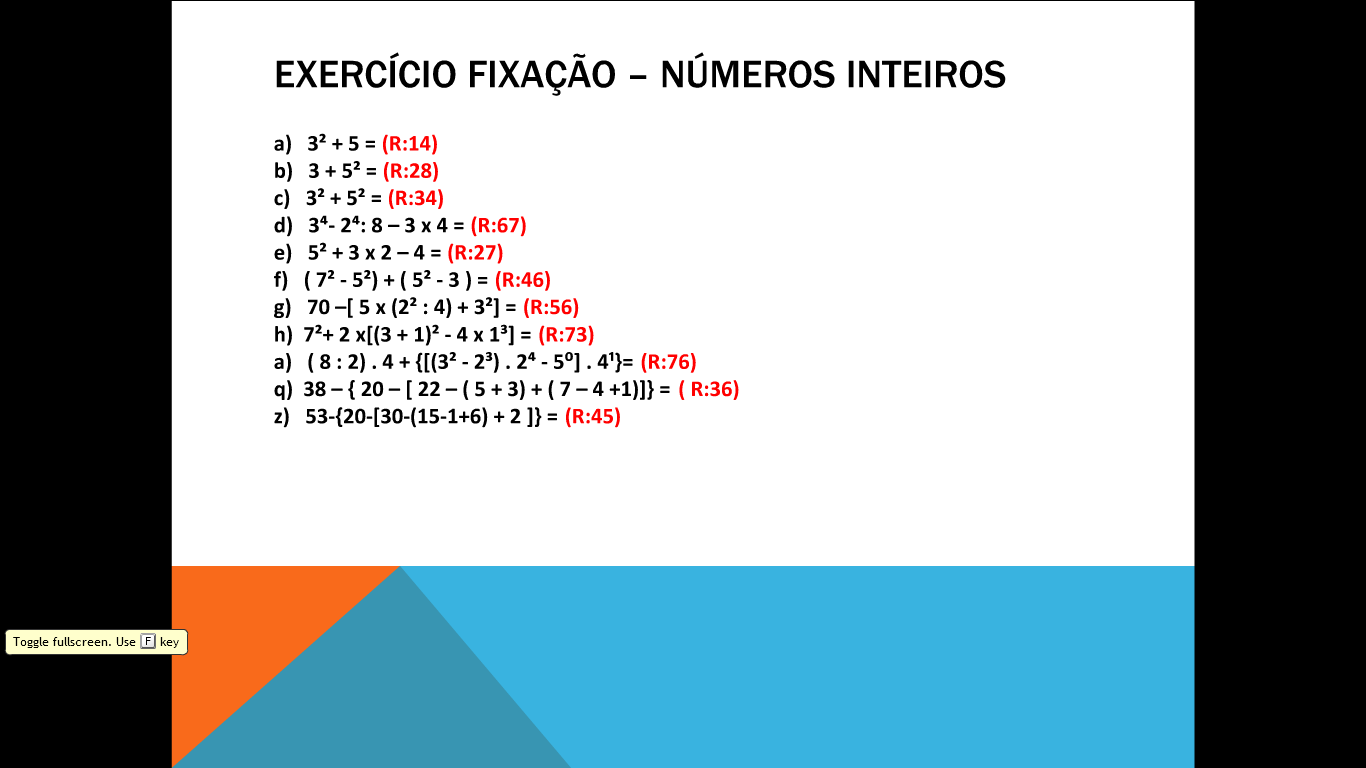 EXERCÍCIO FIXAÇÃO – NÚMEROS INTEIROS
a) 3² + 5 = (R:14)
b) 3 + 5² = (R:28)
c) 3² + 5² = (R:34)
d) 3⁴- 2⁴: 8 – 3 x 4 = (R:67)
e) 5² + 3 x 2 – 4 = (R:27)
f) ( 7² - 5²) + ( 5² - 3 ) = (R:46)
g) 70 –[ 5 x (2² : 4) + 3²] = (R:56)
h) 7²+ 2 x[(3 + 1)² - 4 x 1³] = (R:73)
a) ( 8 : 2) . 4 + {[(3² - 2³) . 2⁴ - 5⁰] . 4¹}= (R:76)
q) 38 – { 20 – [ 22 – ( 5 + 3) + ( 7 – 4 +1)]} = ( R:36)
z) 53-{20-[30-(15-1+6) + 2 ]} = (R:45)
Toggle fullscreen. Use F key